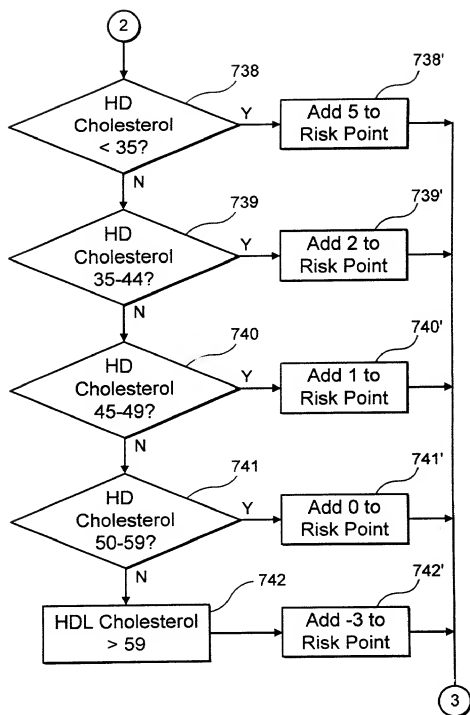 2
738
HD
Cholesterol
< 35?
Y
738'
Add 5 to
Risk Point
N
739
HD
Cholesterol
35-44?
Y
739'
Add 2 to
Risk Point
N
740
HD
Cholesterol
45-49?
Y
740'
Add 1 to
Risk Point
N
741
HD
Cholesterol
50-59?
Y
741'
Add 0 to
Risk Point
N
742
HDL Cholesterol
> 59
742'
Add -3 to
Risk Point
3